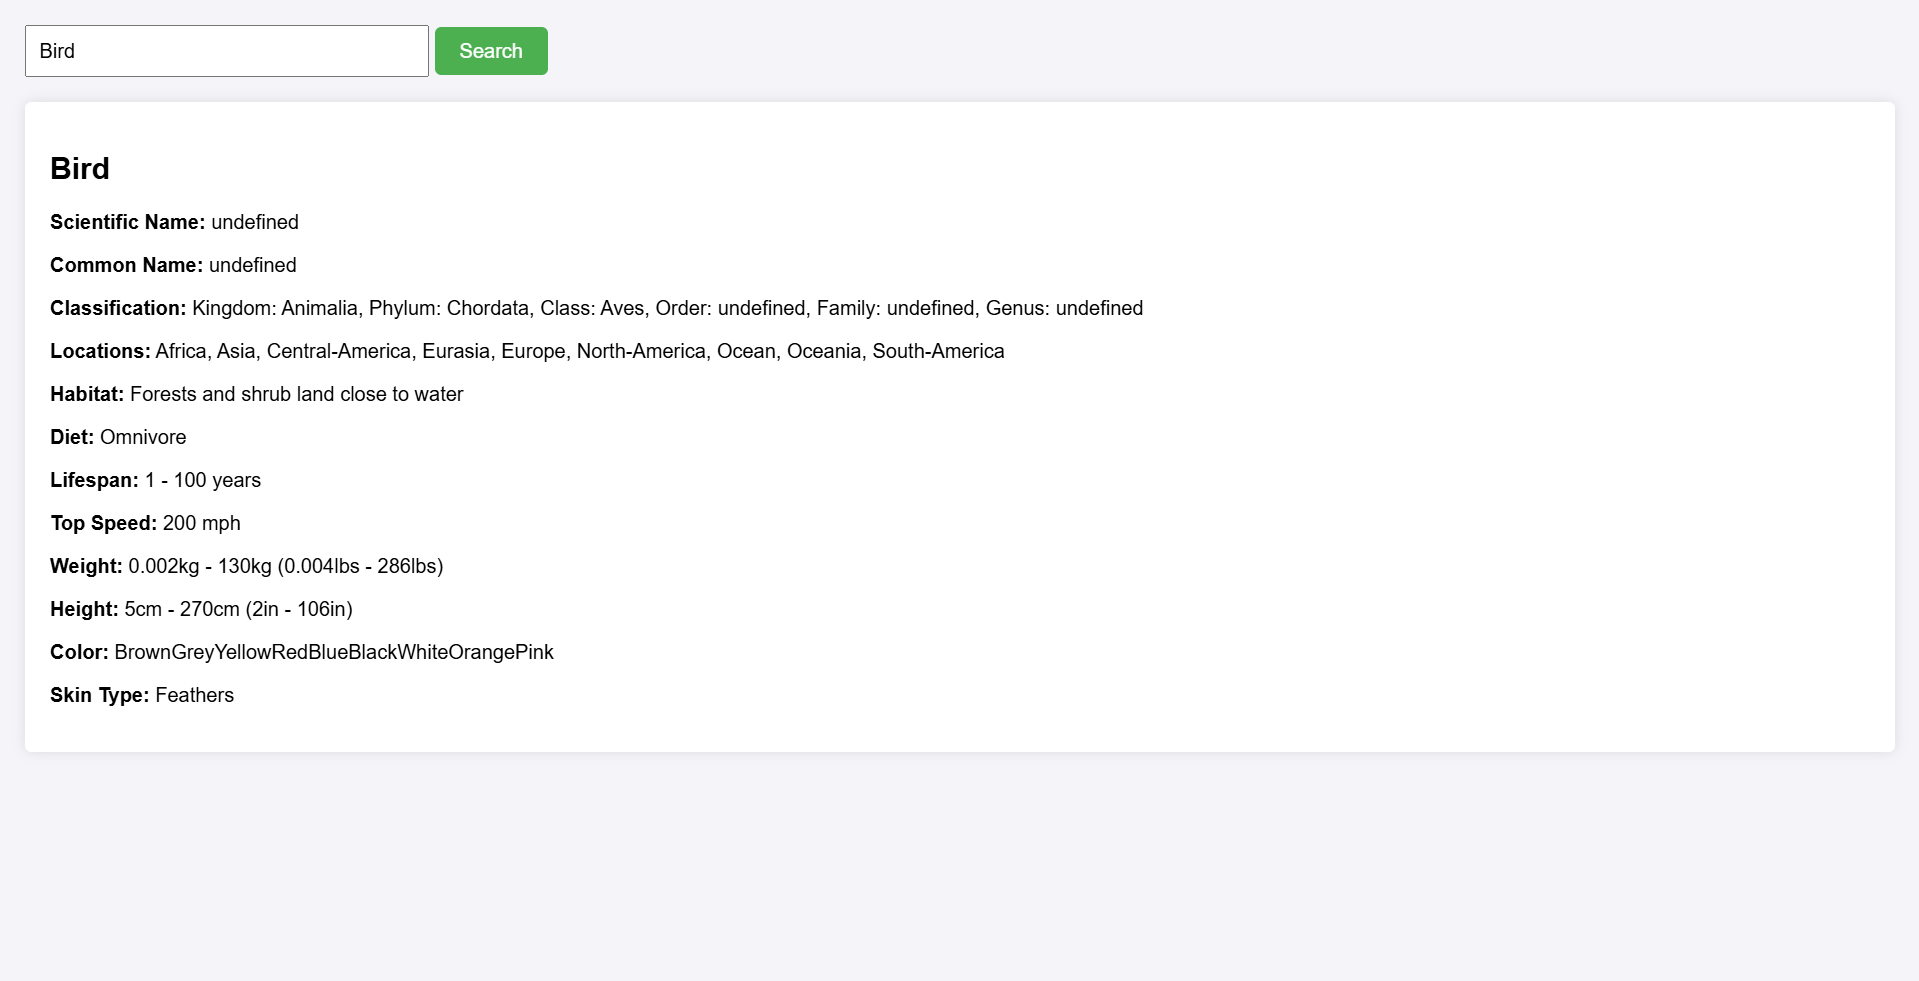 Bird Search
Bird
Scientific Name: undefined
Common Name: undefined
Classification: Kingdom: Animalia, Phylum: Chordata, Class: Aves, Order: undefined, Family: undefined, Genus: undefined
Locations: Africa, Asia, Central-America, Eurasia, Europe, North-America, Ocean, Oceania, South-America
Habitat: Forests and shrub land close to water
Diet: Omnivore
Lifespan: 1 - 100 years
Top Speed: 200 mph
Weight: 0.002kg - 130kg (0.004lbs - 286lbs)
Height: 5cm - 270cm (2in - 106in)
Color: BrownGreyYellowRedBlueBlackWhiteOrangePink
Skin Type: Feathers